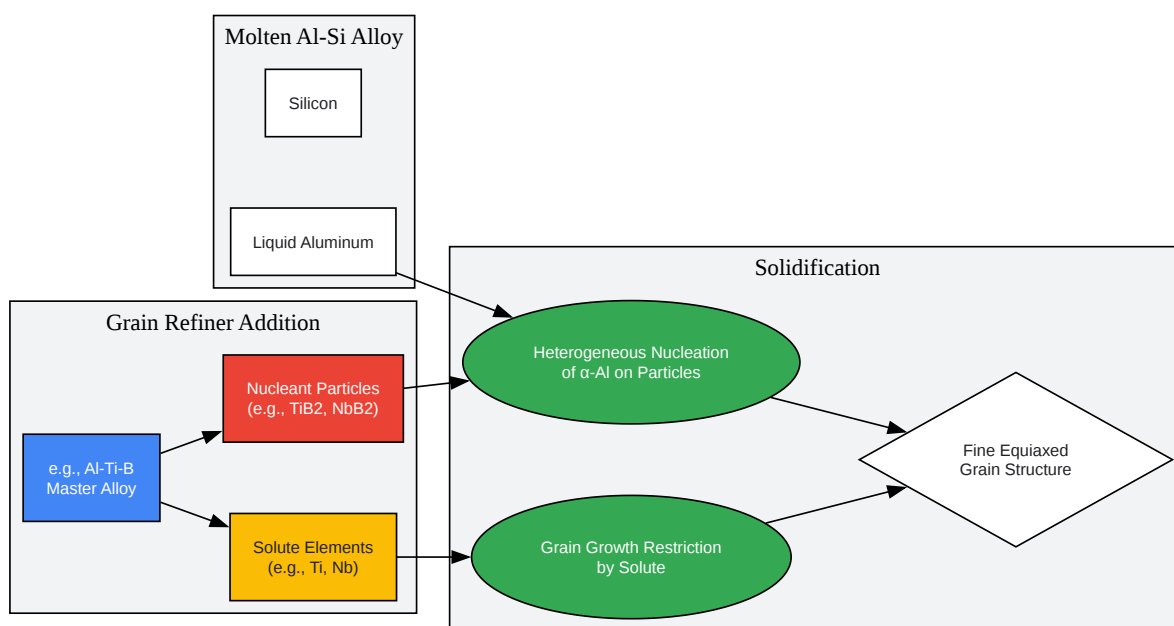 Molten Al-Si Alloy
Silicon
Liquid Aluminum
Grain Refiner Addition
e.g., Al-Ti-B
Master Alloy
Nucleant Particles
(e.g., TiB2, NbB2)
Solute Elements
(e.g., Ti, Nb)
Solidification
Heterogeneous Nucleation
of α-Al on Particles
Grain Growth Restriction
by Solute
Fine Equiaxed
Grain Structure